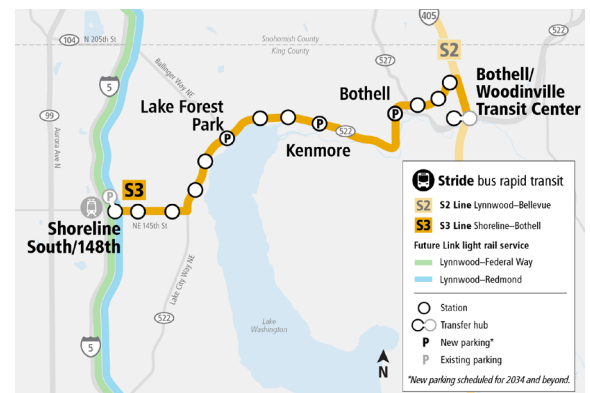 405
Snohomish County
King County
104
N 205th St
S2
527
522
5
Ballinger Way NE
Bothell/
Woodinville
Transit Center
Bothell
Lake Forest
Park
99
Aurora Ave N
P
P
P
522
Kenmore
P
S3
NE 145th St
Shoreline
South/148th
Lake City Way NE
522
Lake
Washington
5
N
Stride bus rapid transit
S2 S2 Line Lynnwood–Bellevue
S3 S3 Line Shoreline–Bothell
Future Link light rail service
Lynnwood–Federal Way
Lynnwood–Redmond
Station
Transfer hub
P New parking*
P Existing parking
*New parking scheduled for 2034 and beyond.